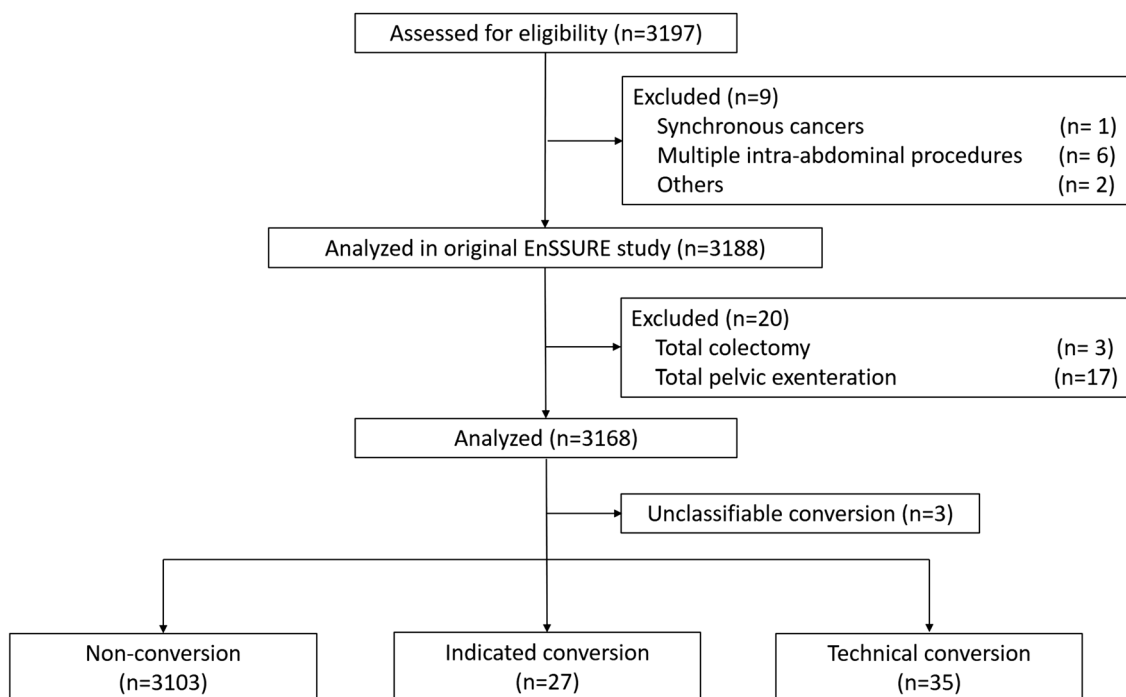 Assessed for eligibility (n=3197)
Excluded (n=9)
Synchronous cancers (n= 1)
Multiple intra-abdominal procedures (n= 6)
Others (n= 2)
Analyzed in original EnSSURE study (n=3188)
Excluded (n=20)
Total colectomy (n= 3)
Total pelvic exenteration (n=17)
Analyzed (n=3168)
Unclassifiable conversion (n=3)
Non-conversion
(n=3103)
Indicated conversion
(n=27)
Technical conversion
(n=35)